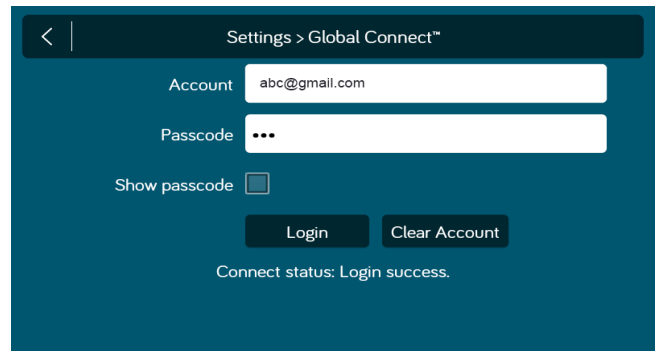 Settings > Global Connect™
Account abc@gmail.com
Passcode •••
Show passcode
Login Clear Account
Connect status: Login success.